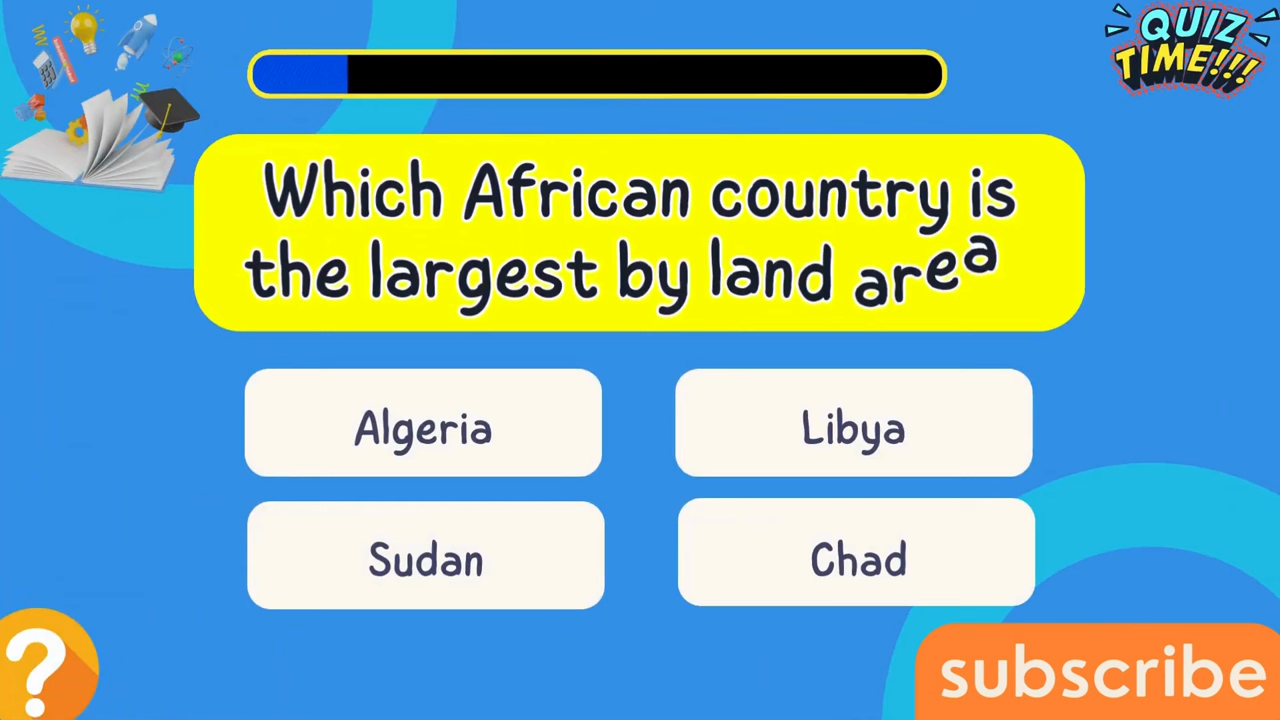 QUIZ
TIME!!!
Which African country is
the largest by land area
Algeria
Libya
Sudan
Chad
?
subscribe